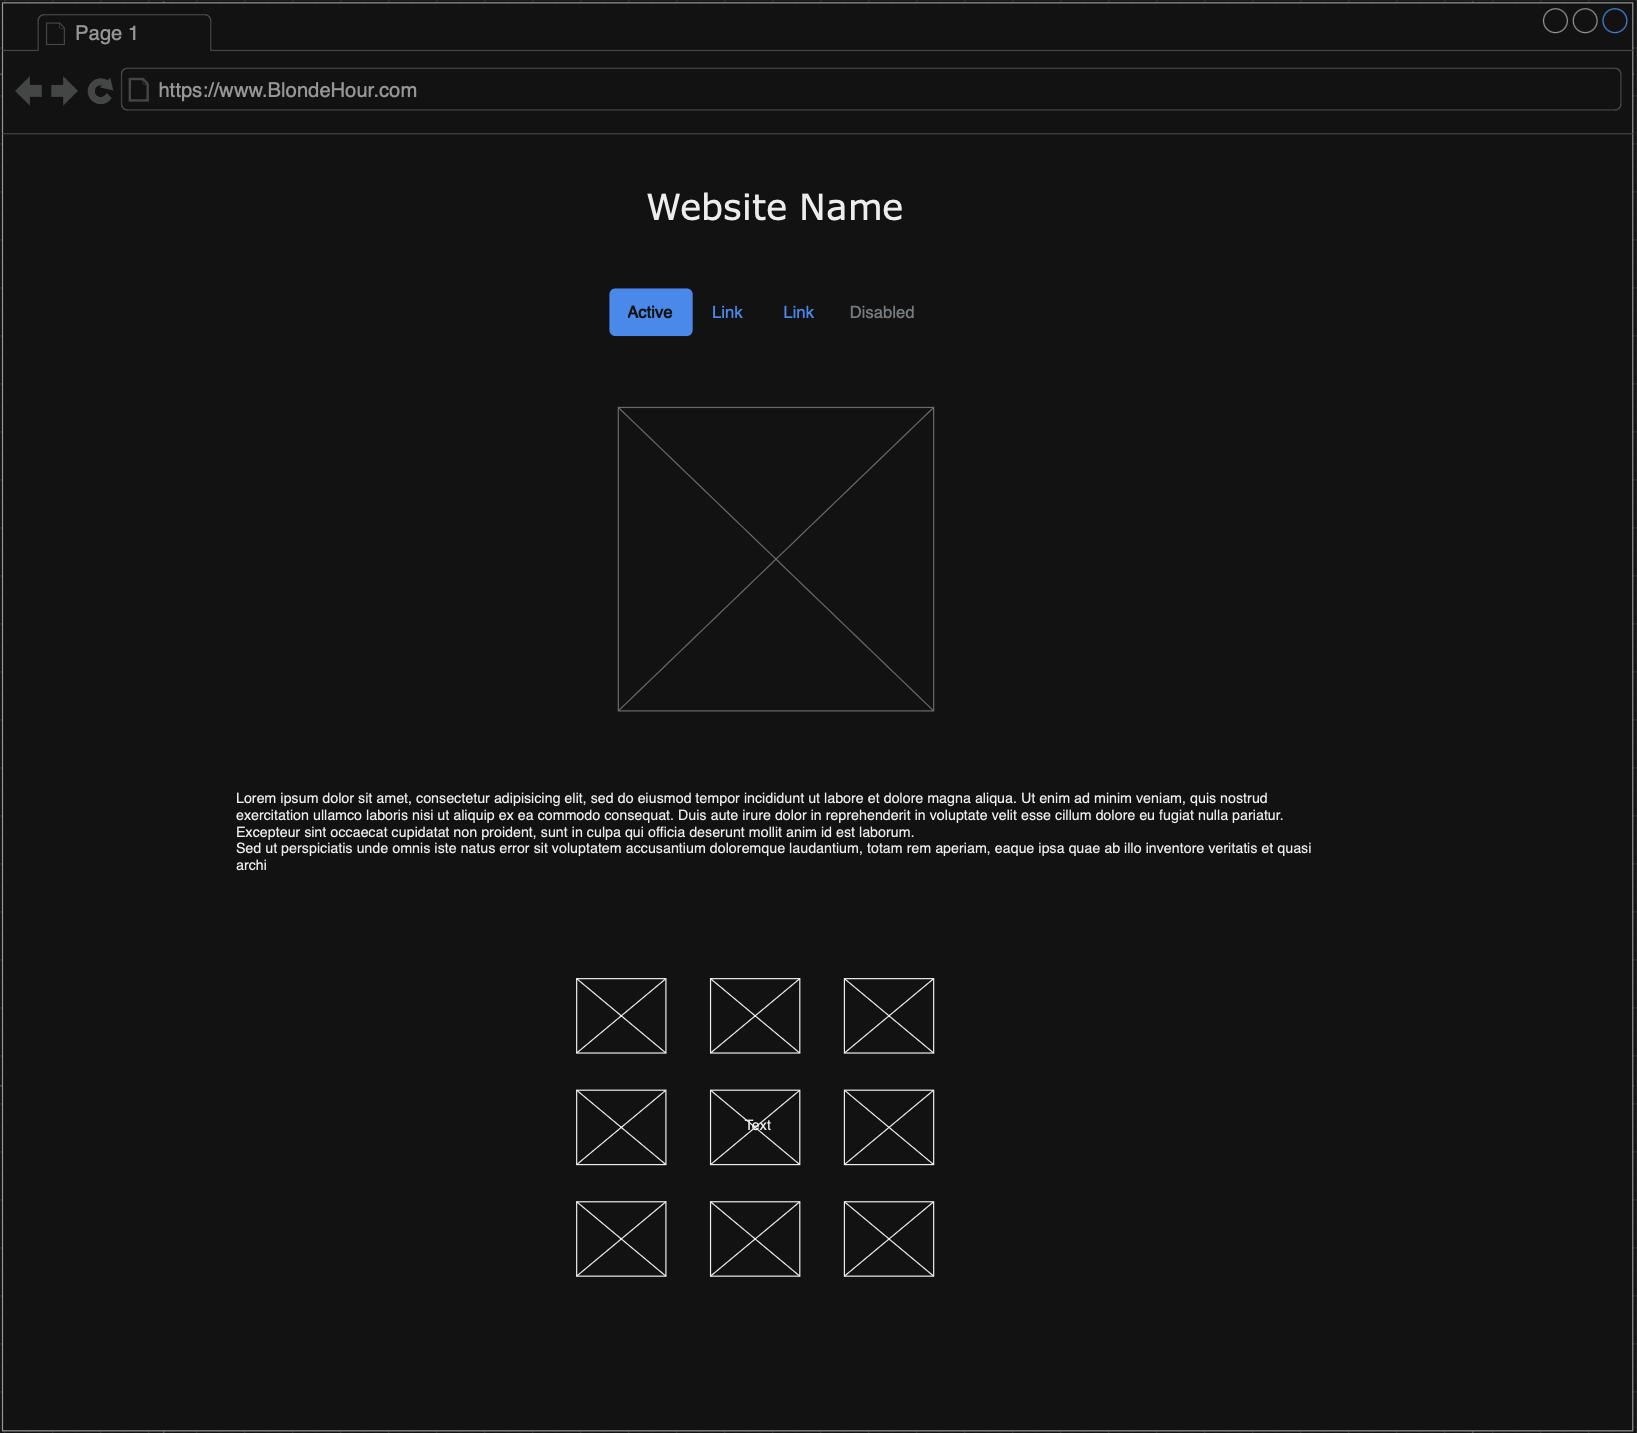 Page 1
https://www.BlondeHour.com
Website Name
Active Link Link Disabled
Lorem ipsum dolor sit amet, consectetur adipisicing elit, sed do eiusmod tempor incididunt ut labore et dolore magna aliqua. Ut enim ad minim veniam, quis nostrud
exercitation ullamco laboris nisi ut aliquip ex ea commodo consequat. Duis aute irure dolor in reprehenderit in voluptate velit esse cillum dolore eu fugiat nulla pariatur.
Excepteur sint occaecat cupidatat non proident, sunt in culpa qui officia deserunt mollit anim id est laborum.
Sed ut perspiciatis unde omnis iste natus error sit voluptatem accusantium doloremque laudantium, totam rem aperiam, eaque ipsa quae ab illo inventore veritatis et quasi
archi
Text